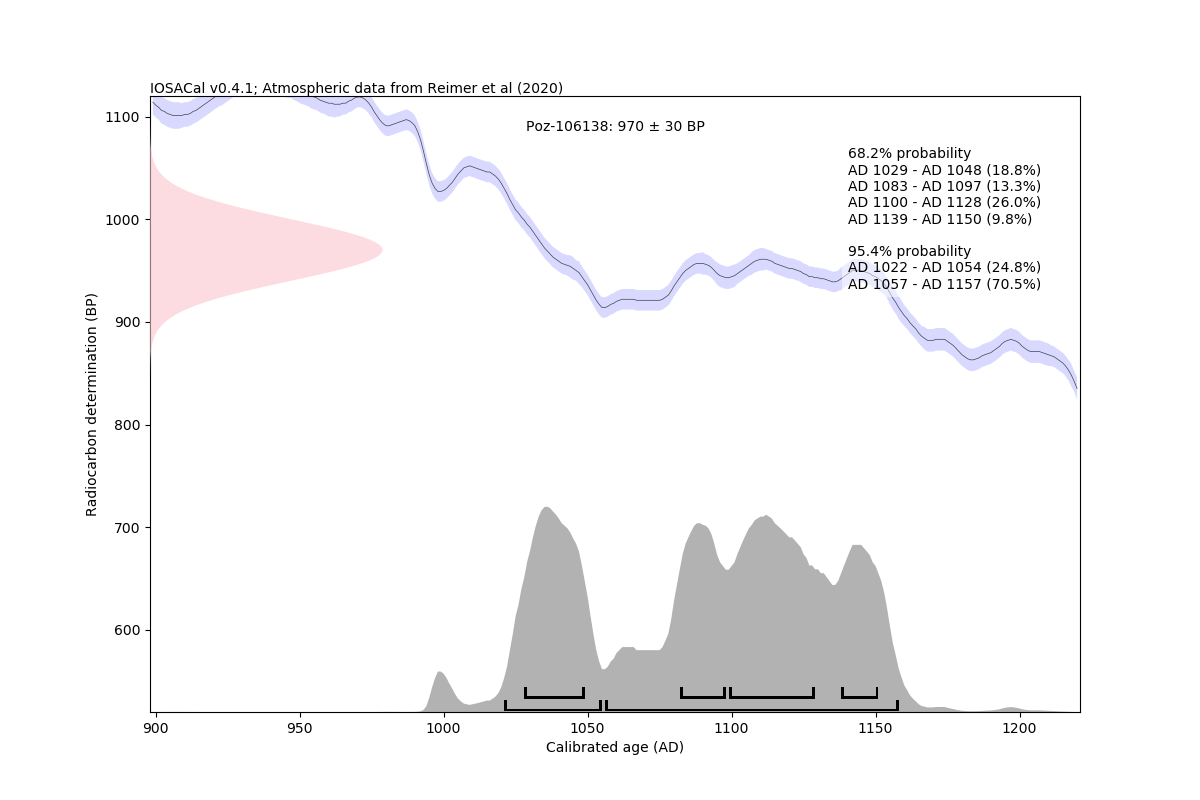 IOSACal v0.4.1; Atmospheric data from Reimer et al (2020)
Poz-106138: 970 ± 30 BP
68.2% probability
AD 1029 - AD 1048 (18.8%)
AD 1083 - AD 1097 (13.3%)
AD 1100 - AD 1128 (26.0%)
AD 1139 - AD 1150 (9.8%)
95.4% probability
AD 1022 - AD 1054 (24.8%)
AD 1057 - AD 1157 (70.5%)
Radiocarbon determination (BP)
1100
1000
900
800
700
600
900 950 1000 1050 1100 1150 1200
Calibrated age (AD)